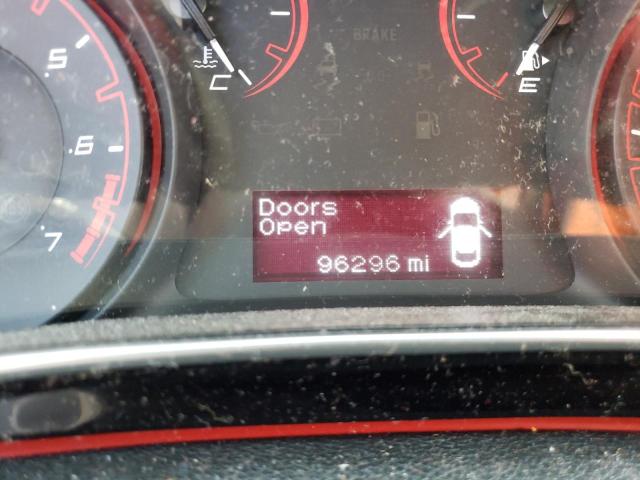 BRAKE
C
E
.5
.6
7
Doors
Open
96296 mi